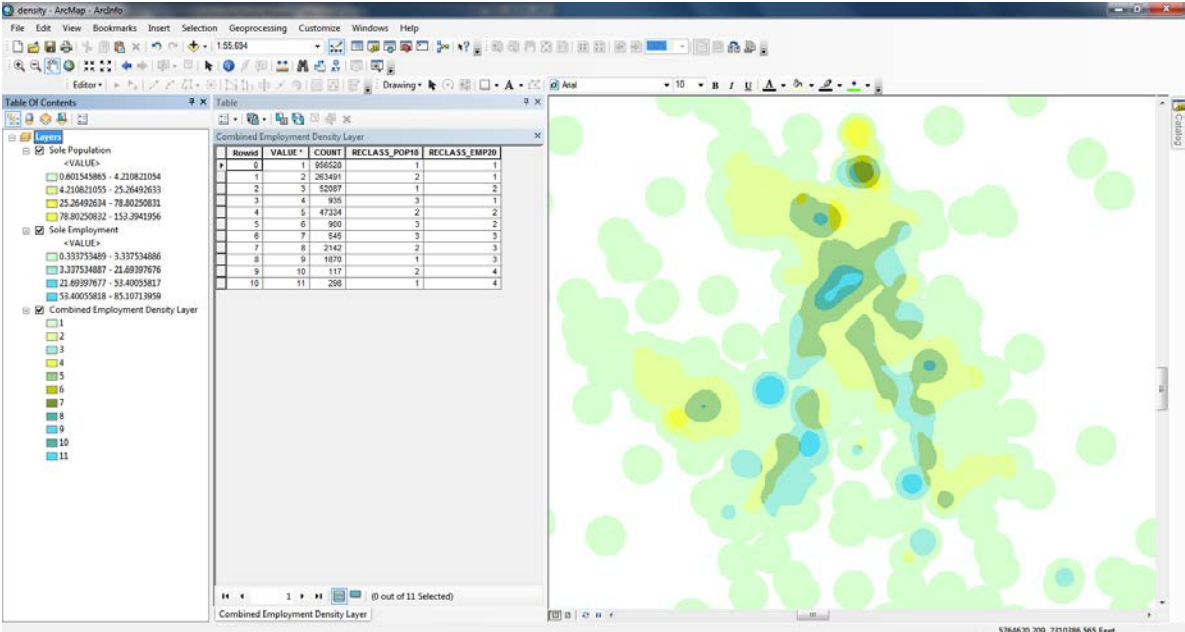 density - ArcMap - ArcInfo
File Edit View Bookmarks Insert Selection Geoprocessing Customize Windows Help
1:55,694
Editor Drawing Arial 10 B I U A
Table Of Contents
Layers
Sole Population
<VALUE>
0.601545865 - 4.210821054
4.210821055 - 25.26492633
25.26492634 - 78.80250831
78.80250832 - 153.3941956
Sole Employment
<VALUE>
0.333753489 - 3.337534886
3.337534887 - 21.69397676
21.69397677 - 53.40055817
53.40055818 - 85.10713959
Combined Employment Density Layer
1
2
3
4
5
6
7
8
9
10
11
Table
Combined Employment Density Layer
Rowid VALUE * COUNT RECLASS_POP10 RECLASS_EMP20
0 1 956528 1 1
1 2 263491 2 1
2 3 52087 1 2
3 4 935 3 1
4 5 47334 2 2
5 6 900 3 2
6 7 545 3 3
7 8 2142 2 3
8 9 1870 1 3
9 10 117 2 4
10 11 298 1 4
1 (0 out of 11 Selected)
Combined Employment Density Layer
Catalog
5764620.209 2310386.565 Feet